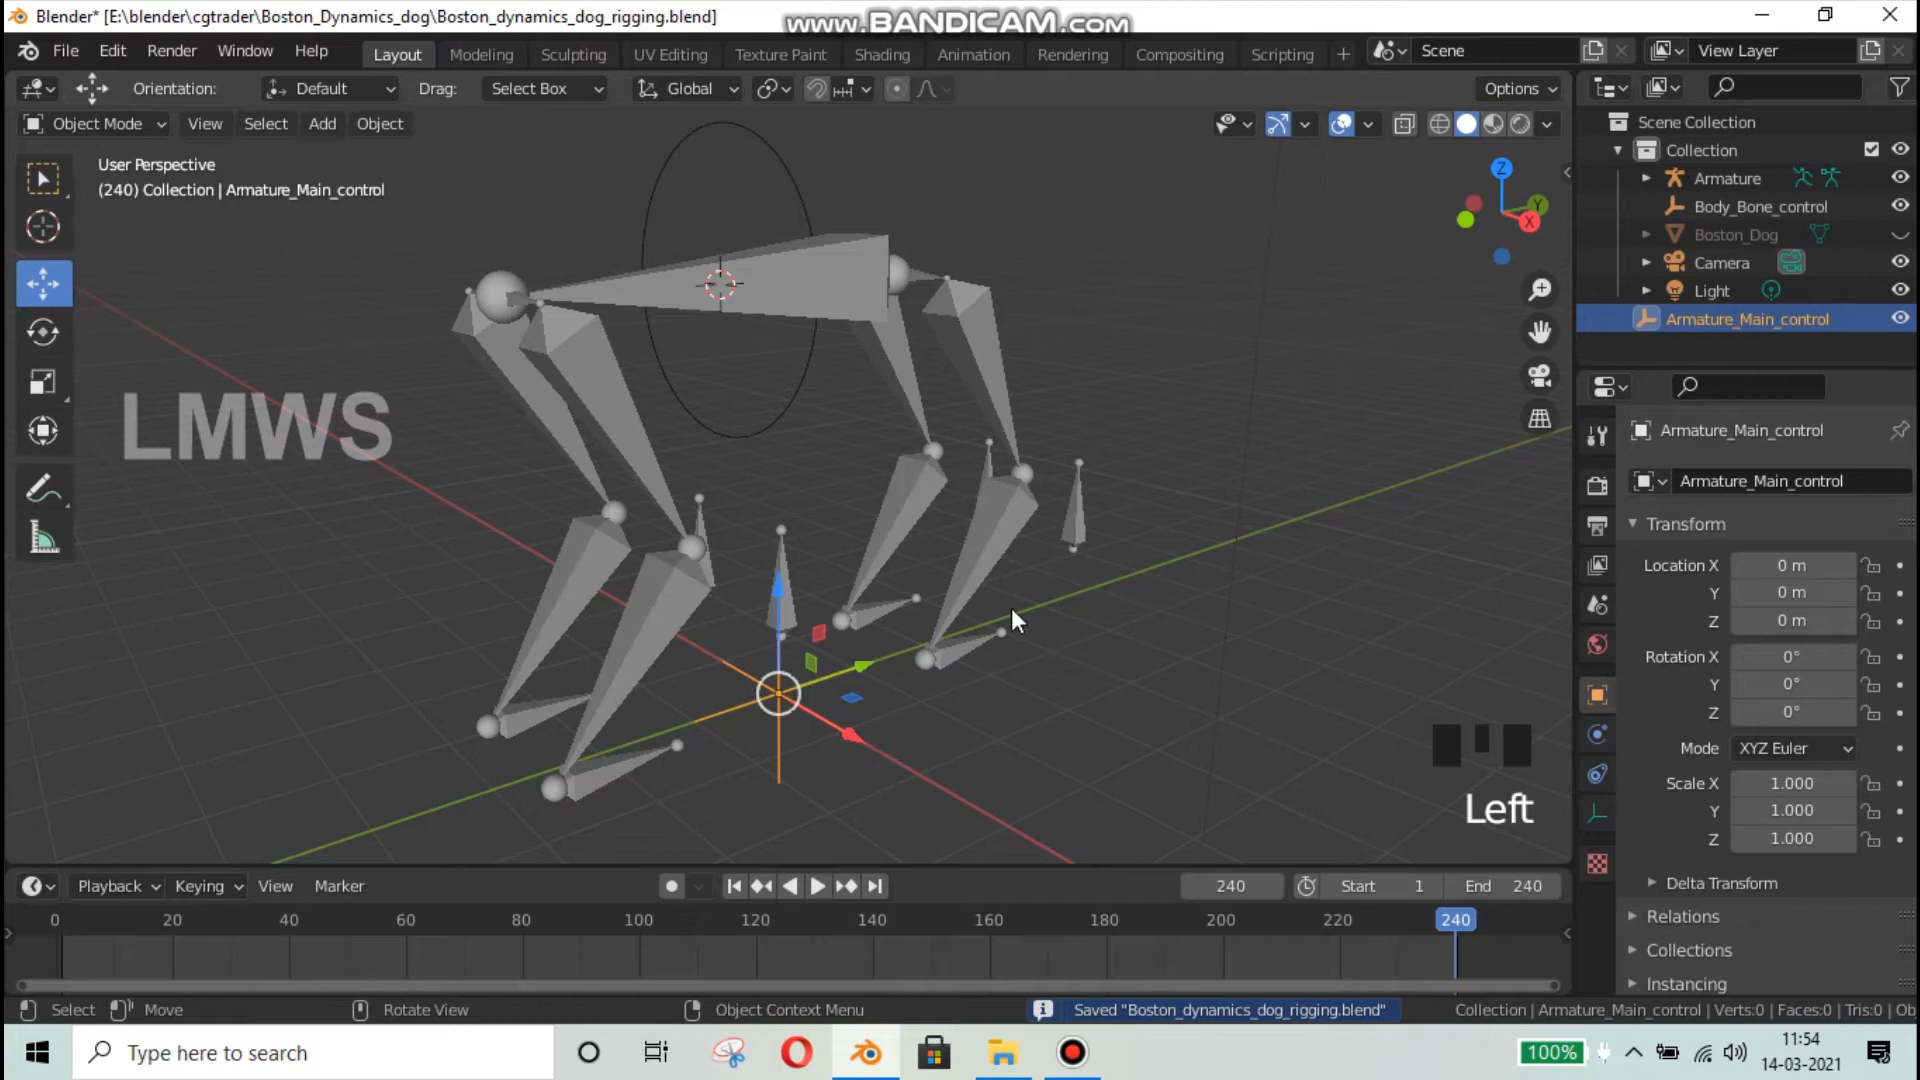 Blender* [E:\blender\cgtrader\Boston_Dynamics_dog\Boston_dynamics_dog_rigging.blend]
www.BANDICAM.com
File Edit Render Window Help
Layout Modeling Sculpting UV Editing Texture Paint Shading Animation Rendering Compositing Scripting +
Scene
View Layer
Orientation: Default Drag: Select Box Global Options
Object Mode View Select Add Object
User Perspective
(240) Collection | Armature_Main_control
Z
Y
X
LMWS
Left
Scene Collection
Collection
Armature
Body_Bone_control
Boston_Dog
Camera
Light
Armature_Main_control
Armature_Main_control
Armature_Main_control
Transform
Location X 0 m
Y 0 m
Z 0 m
Rotation X 0°
Y 0°
Z 0°
Mode XYZ Euler
Scale X 1.000
Y 1.000
Z 1.000
Delta Transform
Relations
Collections
Instancing
Playback Keying View Marker
240 Start 1 End 240
0 20 40 60 80 100 120 140 160 180 200 220 240
Select Move Rotate View Object Context Menu
Saved "Boston_dynamics_dog_rigging.blend"
Collection | Armature_Main_control | Verts:0 | Faces:0 | Tris:0 | Ob
Type here to search
100%
11:54
14-03-2021